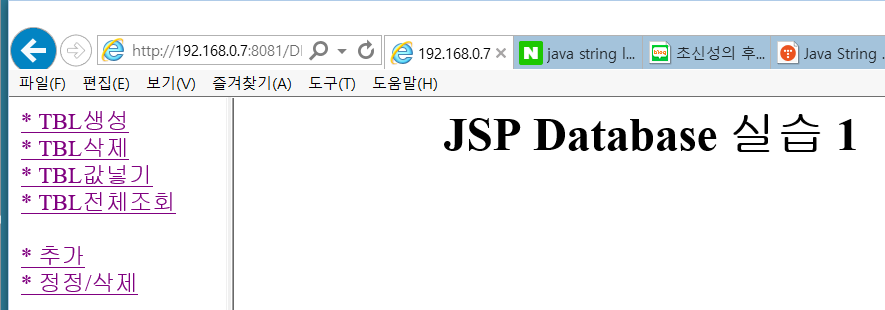 http://192.168.0.7:8081/D
192.168.0.7
java string l...
초신성의 후...
Java String
파일(F) 편집(E) 보기(V) 즐겨찾기(A) 도구(T) 도움말(H)
* TBL생성
* TBL삭제
* TBL값넣기
* TBL전체조회
* 추가
* 정정/삭제
JSP Database 실습 1